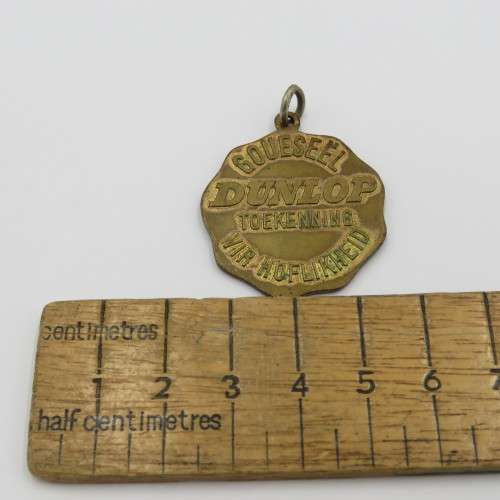 GOUESEËL
DUNLOP
TOEKENNING
VIR HOFLIKHEID
centimetres
1 2 3 4 5 6 7
half centimetres